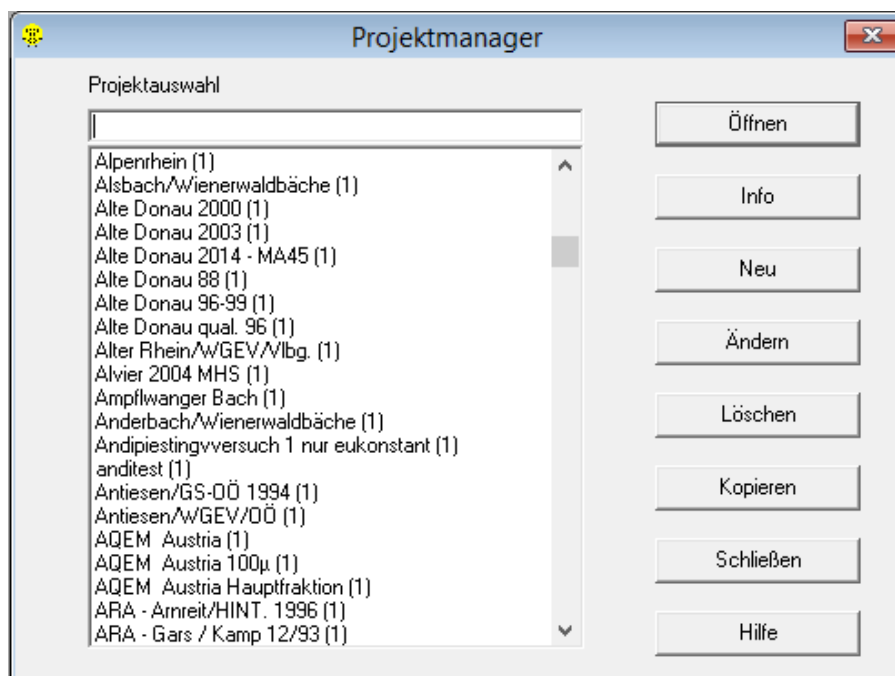 Projektmanager
Projektauswahl
Alpenrhein (1)
Alsbach/Wienerwaldbäche (1)
Alte Donau 2000 (1)
Alte Donau 2003 (1)
Alte Donau 2014 - MA45 (1)
Alte Donau 88 (1)
Alte Donau 96-99 (1)
Alte Donau qual. 96 (1)
Alter Rhein/WGEV/Vlbg. (1)
Alvier 2004 MHS (1)
Ampflwanger Bach (1)
Anderbach/Wienerwaldbäche (1)
Andipiestingvversuch 1 nur eukonstant (1)
anditest (1)
Antiesen/GS-OÖ 1994 (1)
Antiesen/WGEV/OÖ (1)
AQEM  Austria (1)
AQEM  Austria 100µ (1)
AQEM  Austria Hauptfraktion (1)
ARA - Arnreit/HINT. 1996 (1)
ARA - Gars / Kamp 12/93 (1)
Öffnen
Info
Neu
Ändern
Löschen
Kopieren
Schließen
Hilfe